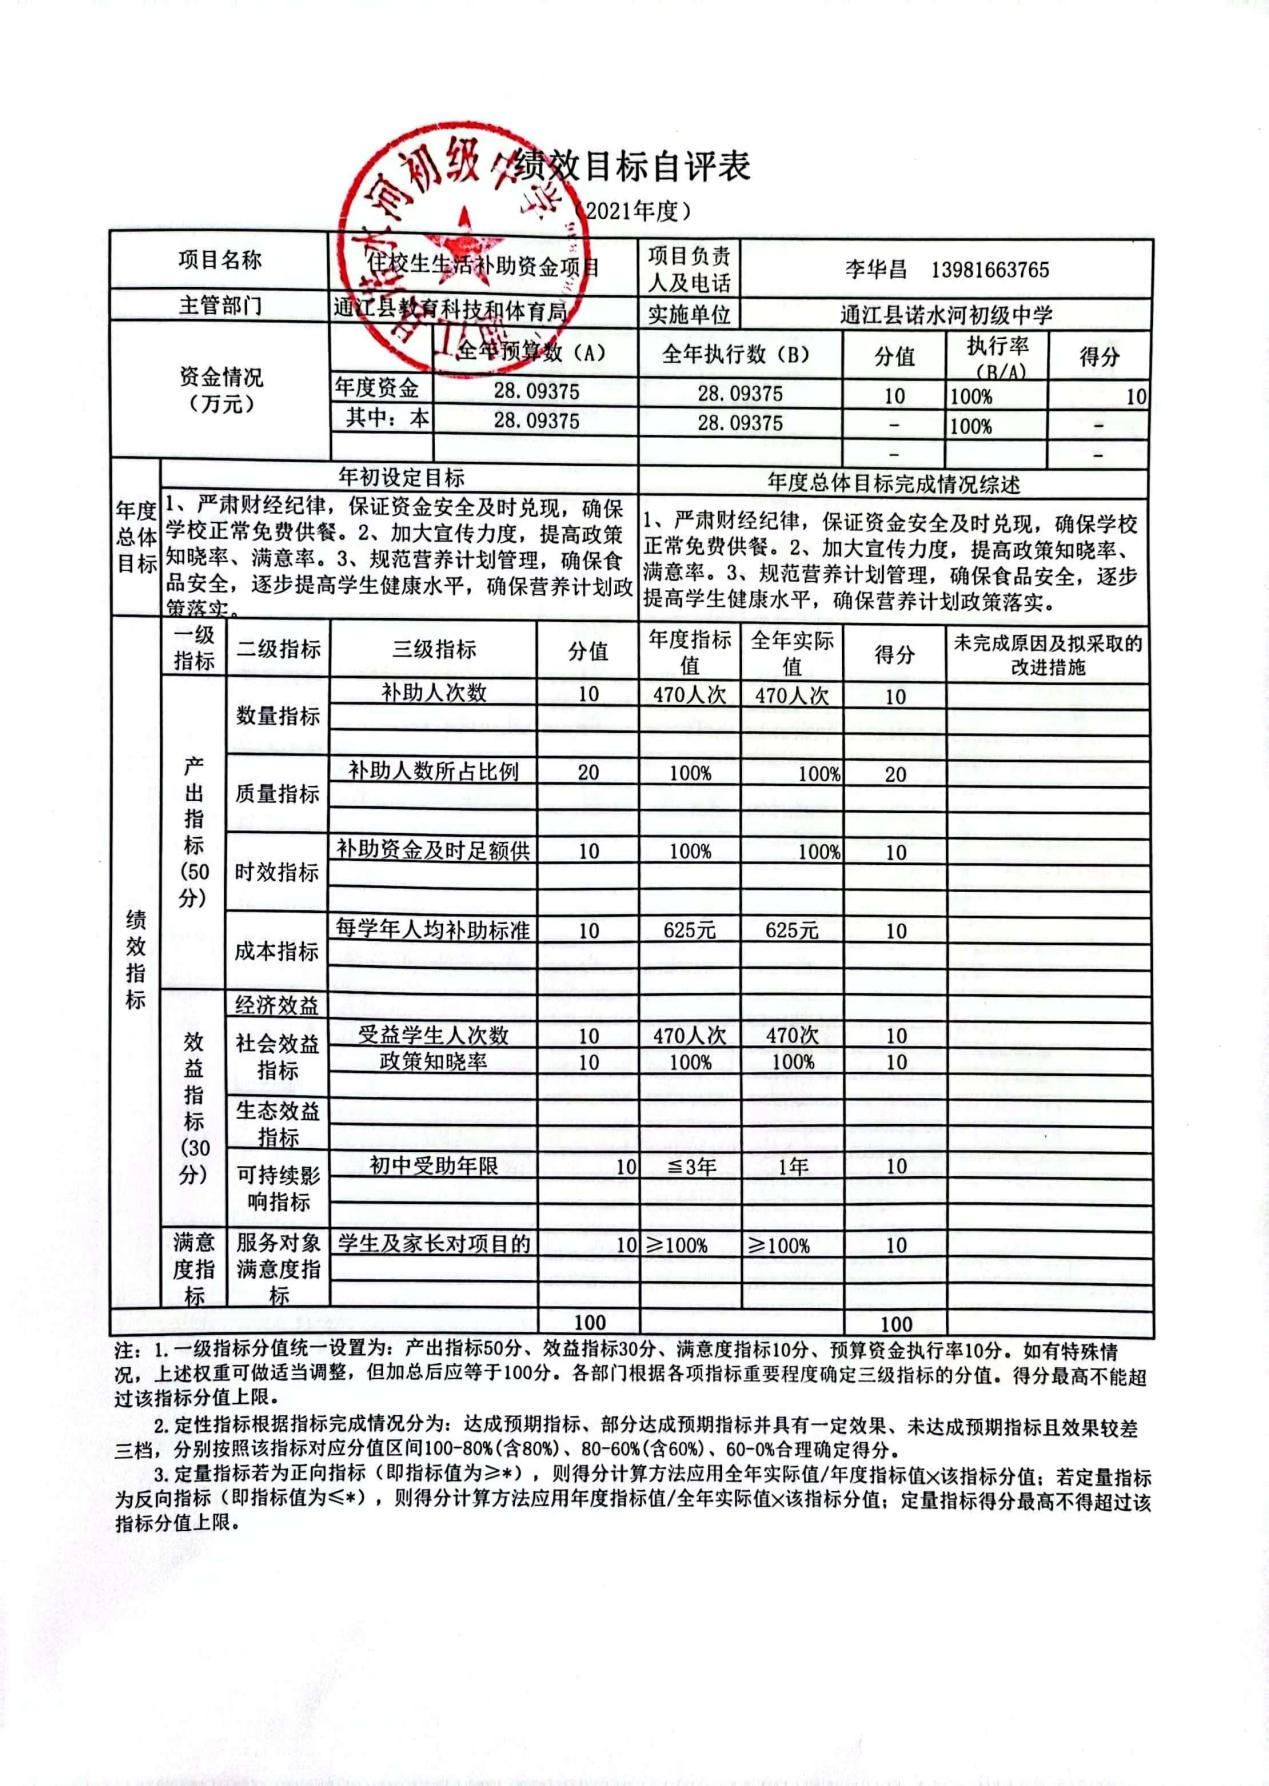 绩效目标自评表
（2021年度）
项目名称 住校生生活补助资金项目 项目负责人及电话 李华昌 13981663765
主管部门 通江县教育科技和体育局 实施单位 通江县诺水河初级中学
资金情况（万元） 全年预算数（A） 全年执行数（B） 分值 执行率（B/A） 得分
年度资金 28.09375 28.09375 10 100% 10
其中：本 28.09375 28.09375 - 100% -
- -
年度总体目标
年初设定目标 年度总体目标完成情况综述
1、严肃财经纪律，保证资金安全及时兑现，确保
学校正常免费供餐。2、加大宣传力度，提高政策
知晓率、满意率。3、规范营养计划管理，确保食
品安全，逐步提高学生健康水平，确保营养计划政
策落实。
1、严肃财经纪律，保证资金安全及时兑现，确保学校
正常免费供餐。2、加大宣传力度，提高政策知晓率、
满意率。3、规范营养计划管理，确保食品安全，逐步
提高学生健康水平，确保营养计划政策落实。
绩效指标
一级指标 二级指标 三级指标 分值 年度指标值 全年实际值 得分 未完成原因及拟采取的改进措施
产出指标(50分)
数量指标 补助人次数 10 470人次 470人次 10
质量指标 补助人数所占比例 20 100% 100% 20
时效指标 补助资金及时足额供 10 100% 100% 10
成本指标 每学年人均补助标准 10 625元 625元 10
效益指标(30分)
经济效益
社会效益指标 受益学生人次数 10 470人次 470次 10
政策知晓率 10 100% 100% 10
生态效益指标
可持续影响指标 初中受助年限 10 ≦3年 1年 10
满意度指标 服务对象满意度指标 学生及家长对项目的 10 ≥100% ≥100% 10
100 100
注：1.一级指标分值统一设置为：产出指标50分、效益指标30分、满意度指标10分、预算资金执行率10分。如有特殊情
况，上述权重可做适当调整，但加总后应等于100分。各部门根据各项指标重要程度确定三级指标的分值。得分最高不能超
过该指标分值上限。
2.定性指标根据指标完成情况分为：达成预期指标、部分达成预期指标并具有一定效果、未达成预期指标且效果较差
三档，分别按照该指标对应分值区间100-80%(含80%)、80-60%(含60%)、60-0%合理确定得分。
3.定量指标若为正向指标（即指标值为≥*），则得分计算方法应用全年实际值/年度指标值×该指标分值；若定量指标
为反向指标（即指标值为≤*），则得分计算方法应用年度指标值/全年实际值×该指标分值；定量指标得分最高不得超过该
指标分值上限。
通江县诺水河初级中学